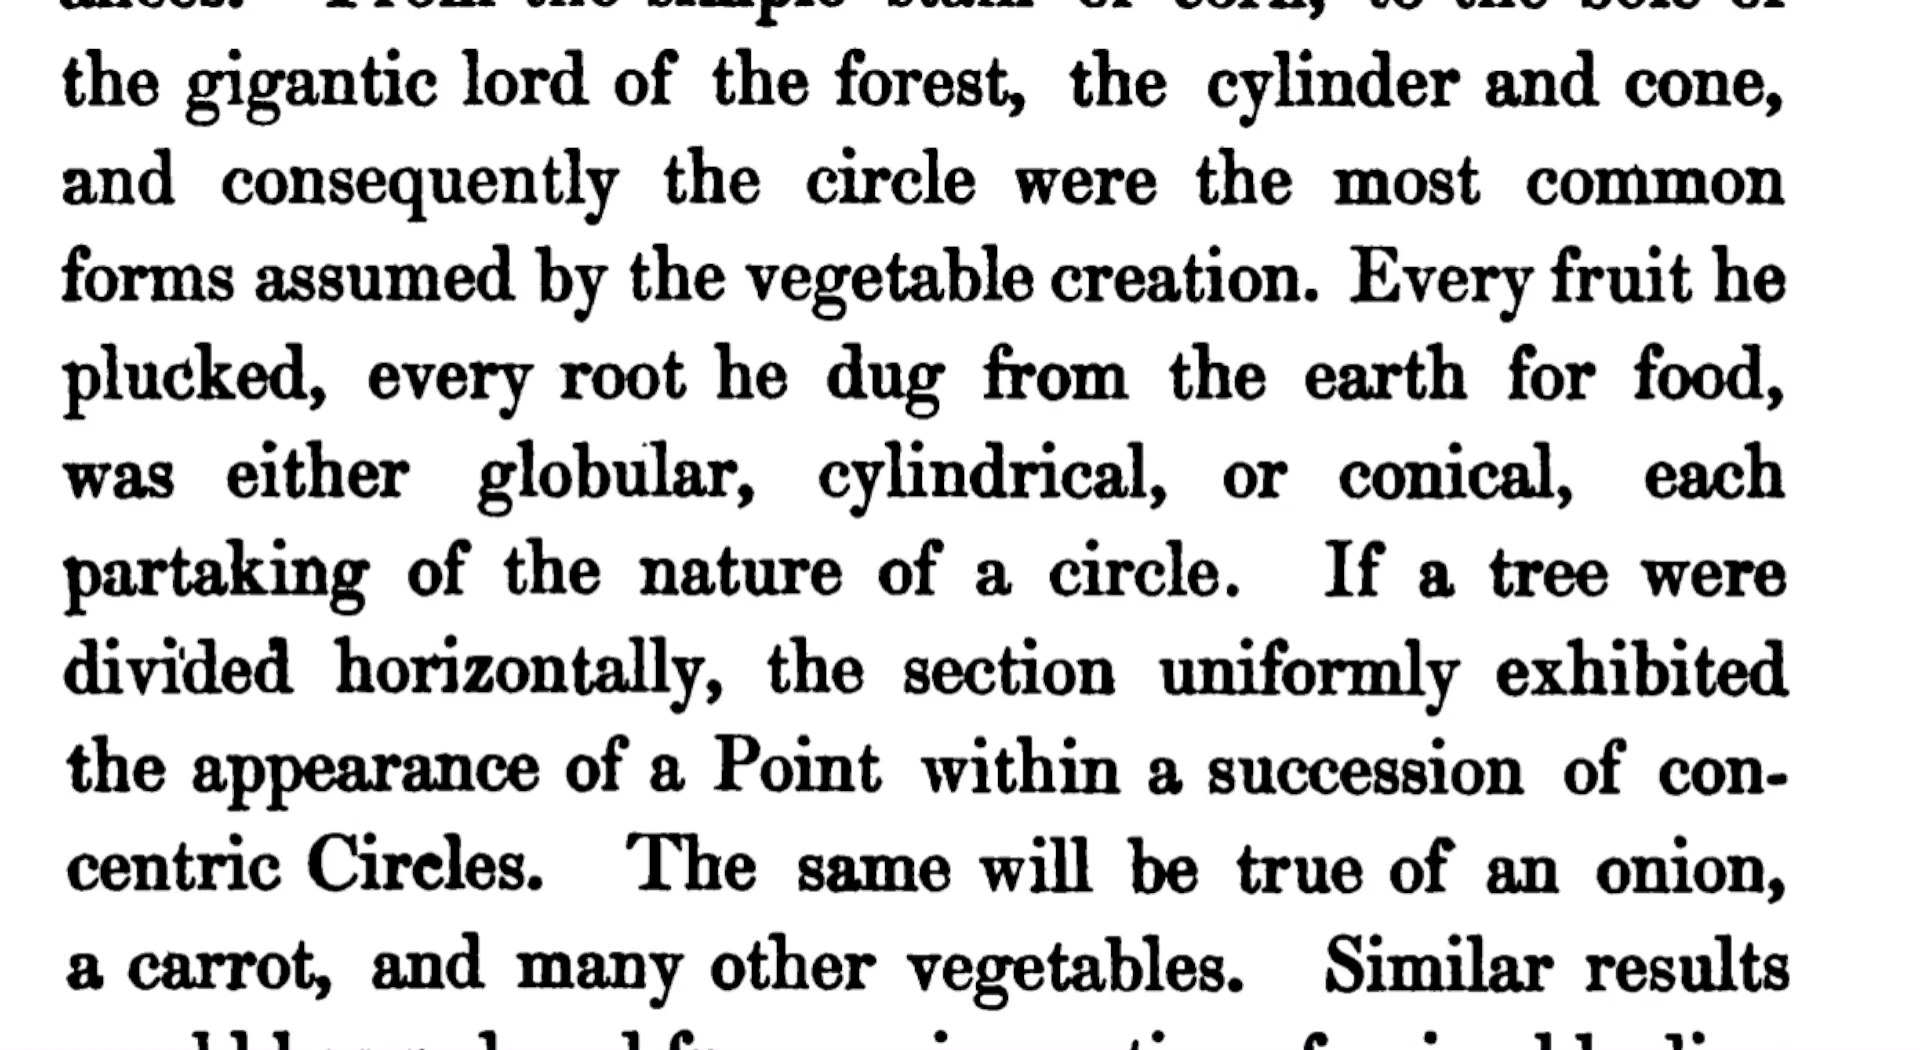 the gigantic lord of the forest, the cylinder and cone,
and consequently the circle were the most common
forms assumed by the vegetable creation. Every fruit he
plucked, every root he dug from the earth for food,
was either globular, cylindrical, or conical, each
partaking of the nature of a circle. If a tree were
divided horizontally, the section uniformly exhibited
the appearance of a Point within a succession of con-
centric Circles. The same will be true of an onion,
a carrot, and many other vegetables. Similar results